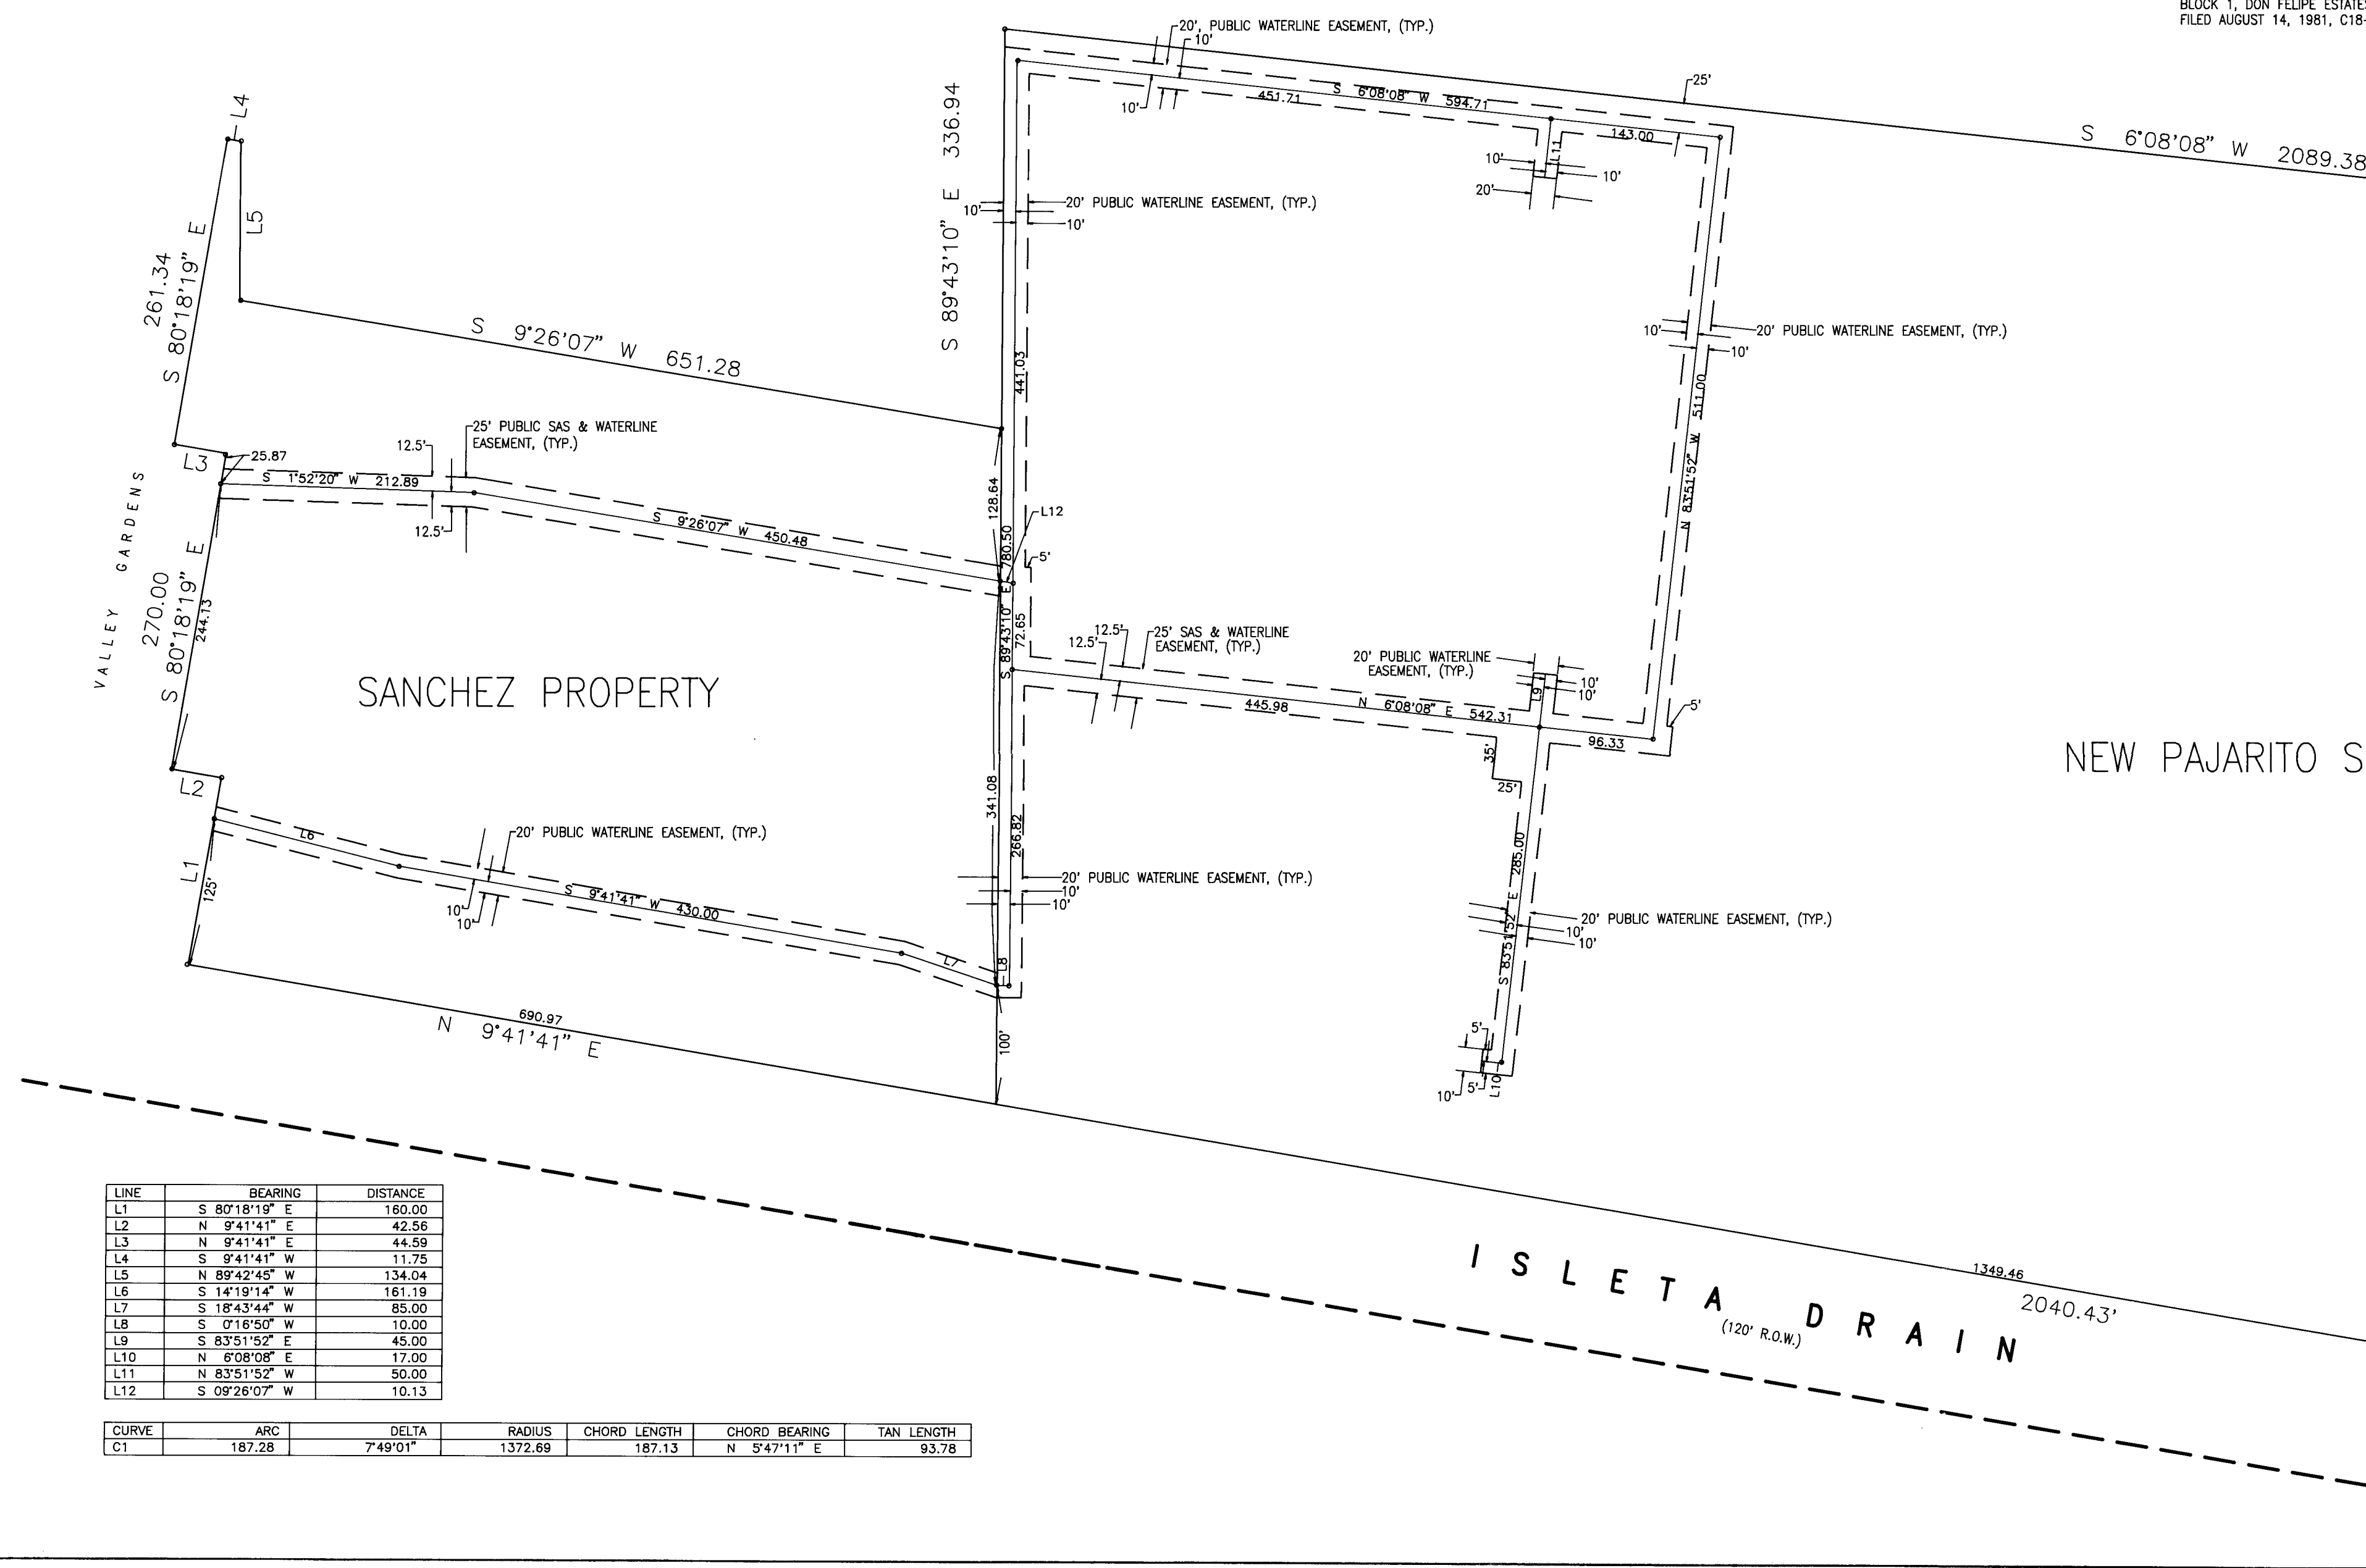 BLOCK 1, DON FELIPE ESTATES
FILED AUGUST 14, 1981, C18-
20', PUBLIC WATERLINE EASEMENT, (TYP.)
10'
10'
451.71
S 6°08'08" W 594.71
25'
143.00
S 6°08'08" W 2089.38
L11
10'
10'
20'
L4
L5
261.34
S 80°18'19" E
S 89°43'10" E 336.94
20' PUBLIC WATERLINE EASEMENT, (TYP.)
10'
10'
S 9°26'07" W 651.28
441.03
20' PUBLIC WATERLINE EASEMENT, (TYP.)
10'
10'
N 83°51'52" W 511.00
L3
25.87
S 1°52'20" W 212.89
12.5'
25' PUBLIC SAS & WATERLINE
EASEMENT, (TYP.)
12.5'
S 9°26'07" W 450.48
128.64
L12
5'
S 89°43'10" E 780.50
72.65
VALLEY GARDENS
270.00
S 80°18'19" E
244.13
SANCHEZ PROPERTY
12.5'
12.5'
25' SAS & WATERLINE
EASEMENT, (TYP.)
20' PUBLIC WATERLINE
EASEMENT, (TYP.)
L9
10'
10'
5'
445.98
N 6°08'08" E 542.31
96.33
35'
25'
NEW PAJARITO S
L2
L1
125'
L6
20' PUBLIC WATERLINE EASEMENT, (TYP.)
10'
10'
S 9°41'41" W 430.00
L7
L8
341.08
266.82
20' PUBLIC WATERLINE EASEMENT, (TYP.)
10'
10'
S 83°51'52" E 285.00
20' PUBLIC WATERLINE EASEMENT, (TYP.)
10'
10'
5'
10'
5'
L10
100'
690.97
N 9°41'41" E
ISLETA DRAIN
(120' R.O.W.)
1349.46
2040.43'
LINE BEARING DISTANCE
L1 S 80°18'19" E 160.00
L2 N 9°41'41" E 42.56
L3 N 9°41'41" E 44.59
L4 S 9°41'41" W 11.75
L5 N 89°42'45" W 134.04
L6 S 14°19'14" W 161.19
L7 S 18°43'44" W 85.00
L8 S 0°16'50" W 10.00
L9 S 83°51'52" E 45.00
L10 N 6°08'08" E 17.00
L11 N 83°51'52" W 50.00
L12 S 09°26'07" W 10.13
CURVE ARC DELTA RADIUS CHORD LENGTH CHORD BEARING TAN LENGTH
C1 187.28 7°49'01" 1372.69 187.13 N 5°47'11" E 93.78